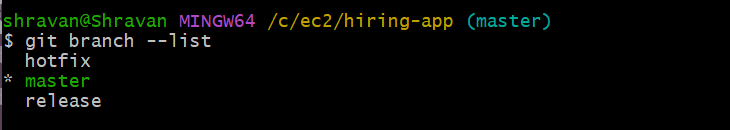 shravan@Shravan MINGW64 /c/ec2/hiring-app (master)
$ git branch --list
  hotfix
* master
  release